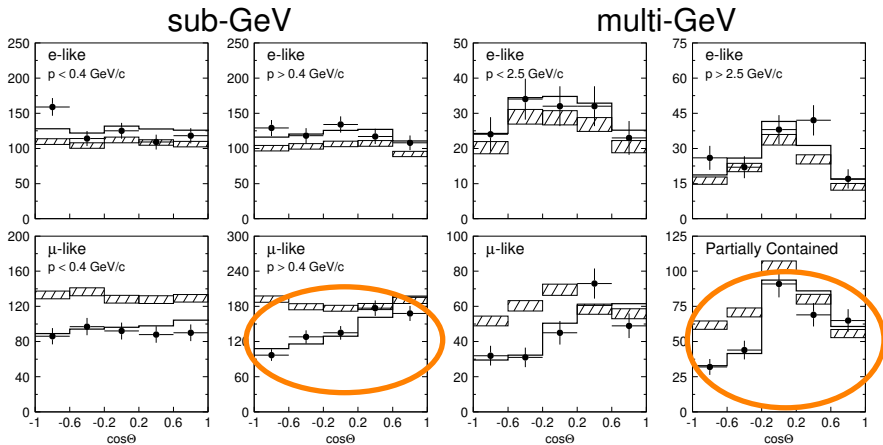 sub-GeV multi-GeV
e-like
p < 0.4 GeV/c
250
200
150
100
50
0
e-like
p > 0.4 GeV/c
250
200
150
100
50
0
e-like
p < 2.5 GeV/c
50
40
30
20
10
0
e-like
p > 2.5 GeV/c
75
60
45
30
15
0
μ-like
p < 0.4 GeV/c
200
160
120
80
40
0
-1 -0.6 -0.2 0.2 0.6 1
cosΘ
μ-like
p > 0.4 GeV/c
300
240
180
120
60
0
-1 -0.6 -0.2 0.2 0.6 1
cosΘ
μ-like
100
80
60
40
20
0
-1 -0.6 -0.2 0.2 0.6 1
cosΘ
Partially Contained
125
100
75
50
25
0
-1 -0.6 -0.2 0.2 0.6 1
cosΘ